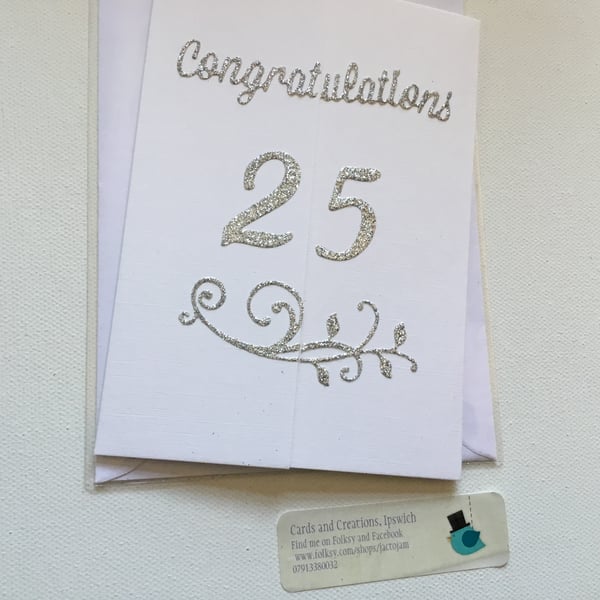 Congratulations
25
Cards and Creations, Ipswich
Find me on Folksy and Facebook
www.folksy.com/shops/jactojam
07913380032